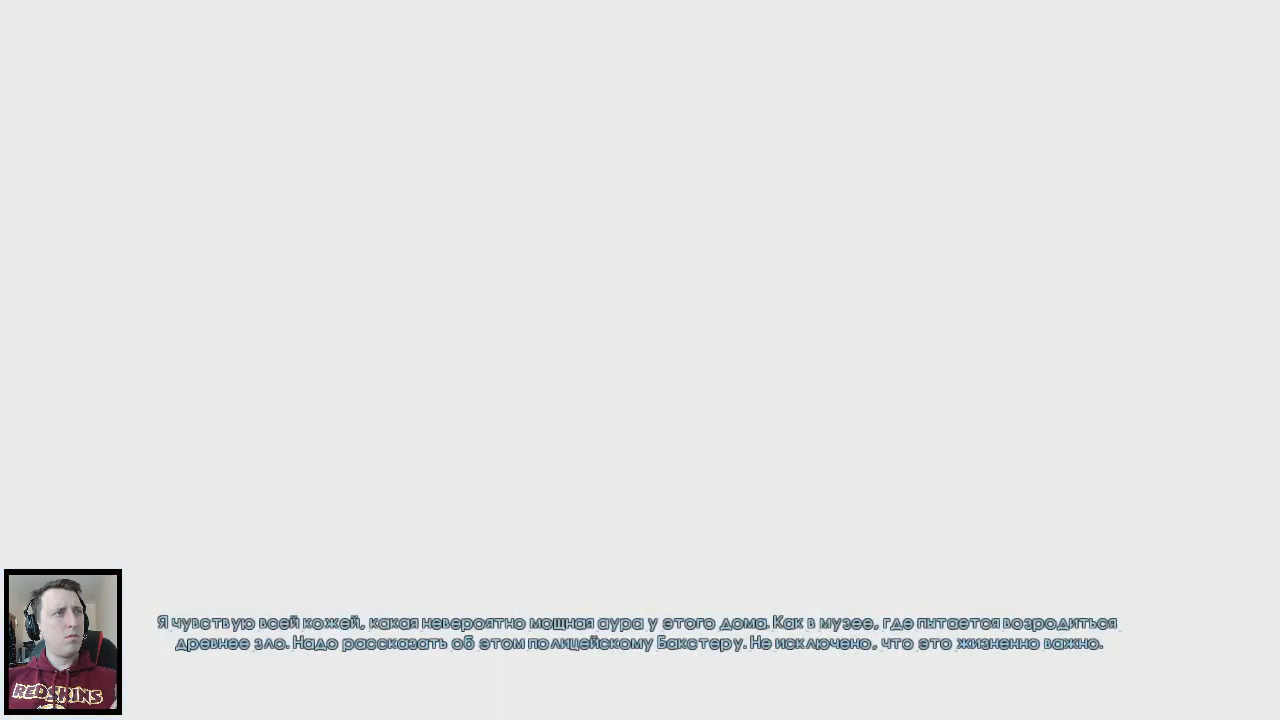 Я чувствую всей кожей, какая невероятно мощная аура у этого дома. Как в музее, где пытается возродиться
древнее зло. Надо рассказать об этом полицейскому Бакстеру. Не исключено, что это жизненно важно.
REDSKINS